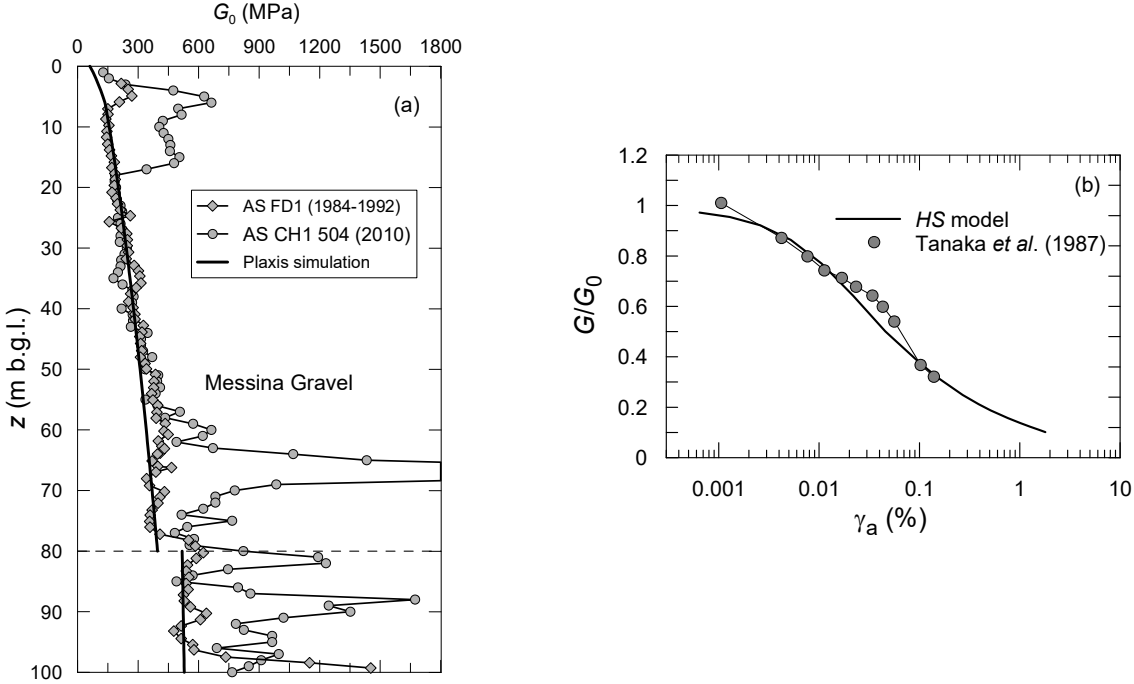 G₀ (MPa)
0 300 600 900 1200 1500 1800
0
10
20
30
40
50
60
70
80
90
100
z (m b.g.l.)
(a)
AS FD1 (1984-1992)
AS CH1 504 (2010)
Plaxis simulation
Messina Gravel
1.2
1
0.8
0.6
0.4
0.2
0
G/G₀
(b)
HS model
Tanaka et al. (1987)
0.001 0.01 0.1 1 10
γₐ (%)